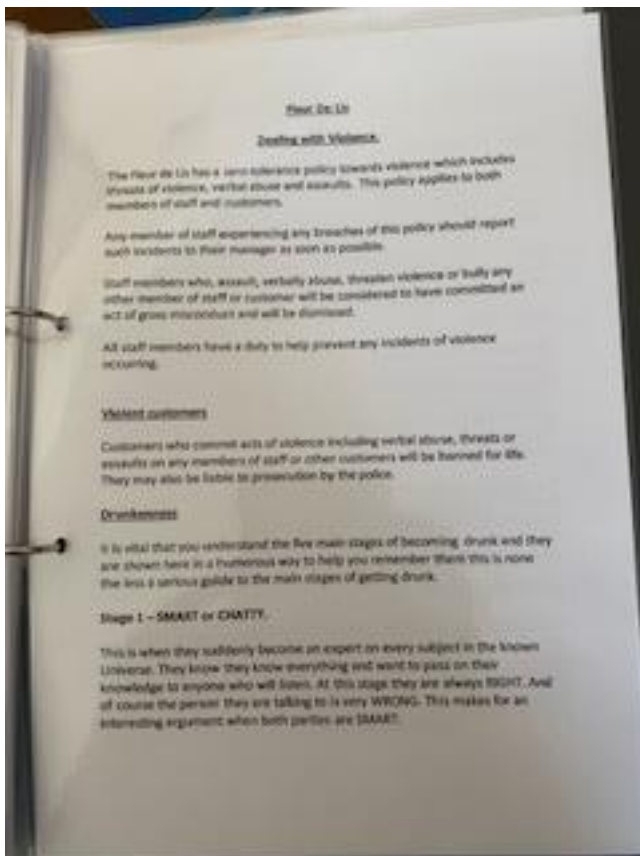 Fleur De Lis
Dealing with Violence.
The Fleur de Lis has a zero tolerance policy towards violence which includes
threats of violence, verbal abuse and assaults. This policy applies to both
members of staff and customers.
Any member of staff experiencing any breaches of this policy should report
such incidents to their manager as soon as possible.
Staff members who, assault, verbally abuse, threaten violence or bully any
other member of staff or customer will be considered to have committed an
act of gross misconduct and will be dismissed.
All staff members have a duty to help prevent any incidents of violence
occurring.
Violent customers
Customers who commit acts of violence including verbal abuse, threats or
assaults on any members of staff or other customers will be banned for life.
They may also be liable to prosecution by the police.
Drunkenness
It is vital that you understand the five main stages of becoming drunk and they
are shown here in a humorous way to help you remember them this is none
the less a serious guide to the main stages of getting drunk.
Stage 1 – SMART or CHATTY.
This is when they suddenly become an expert on every subject in the known
Universe. They know they know everything and want to pass on their
knowledge to anyone who will listen. At this stage they are always RIGHT. And
of course the person they are talking to is very WRONG. This makes for an
interesting argument when both parties are SMART.